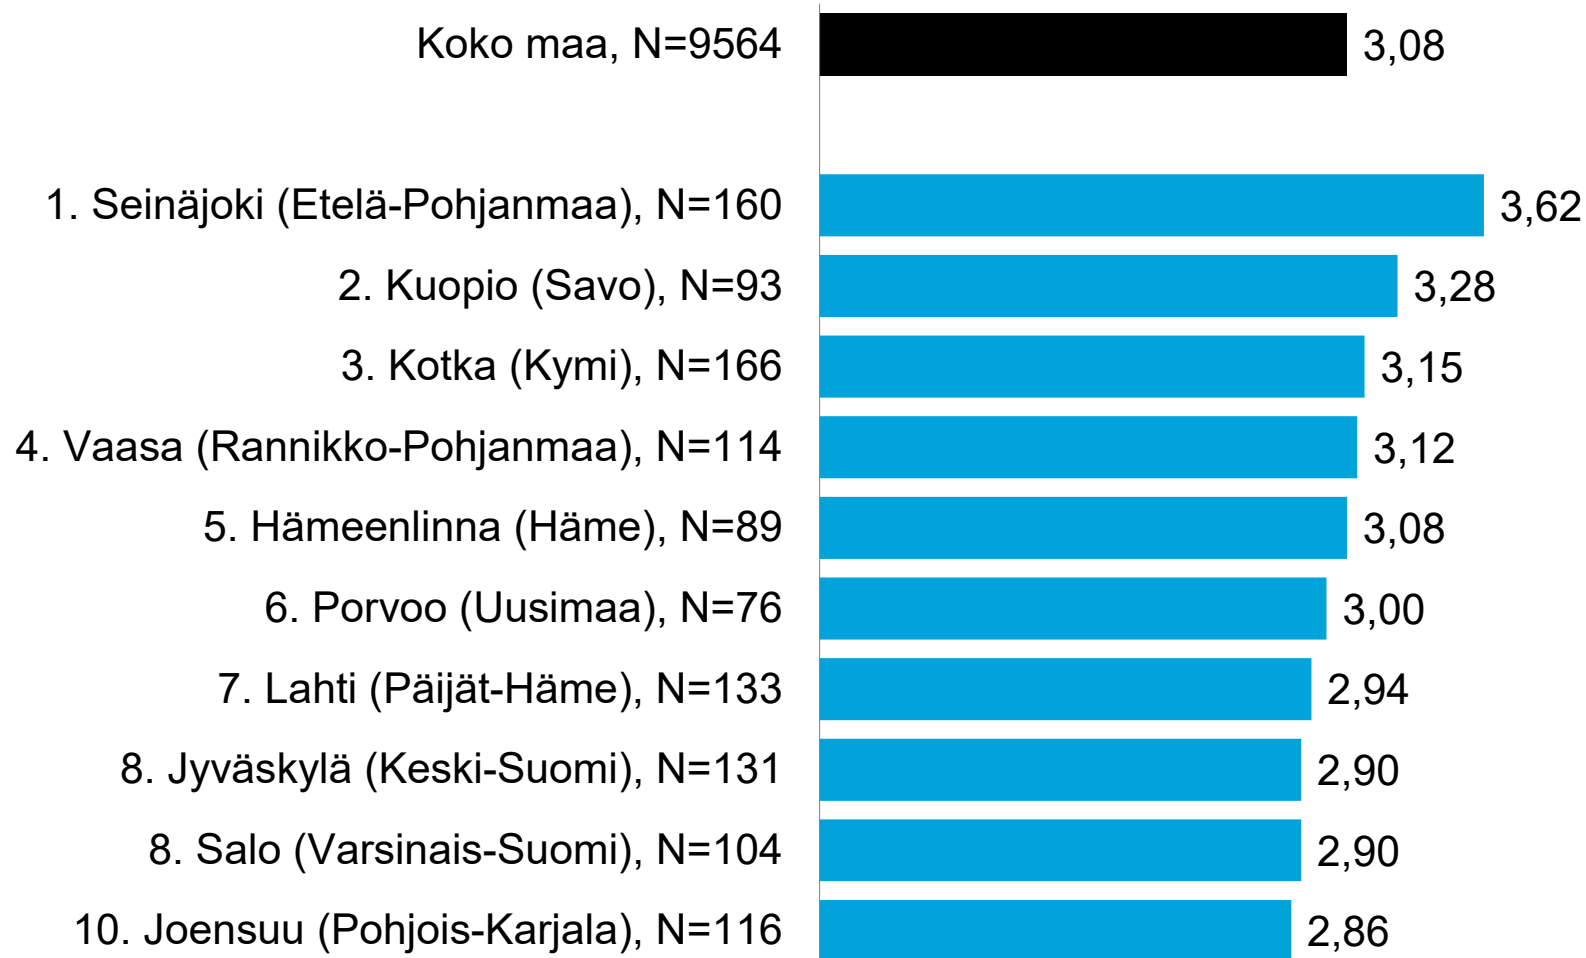 Koko maa, N=9564 3,08
1. Seinäjoki (Etelä-Pohjanmaa), N=160 3,62
2. Kuopio (Savo), N=93 3,28
3. Kotka (Kymi), N=166 3,15
4. Vaasa (Rannikko-Pohjanmaa), N=114 3,12
5. Hämeenlinna (Häme), N=89 3,08
6. Porvoo (Uusimaa), N=76 3,00
7. Lahti (Päijät-Häme), N=133 2,94
8. Jyväskylä (Keski-Suomi), N=131 2,90
8. Salo (Varsinais-Suomi), N=104 2,90
10. Joensuu (Pohjois-Karjala), N=116 2,86